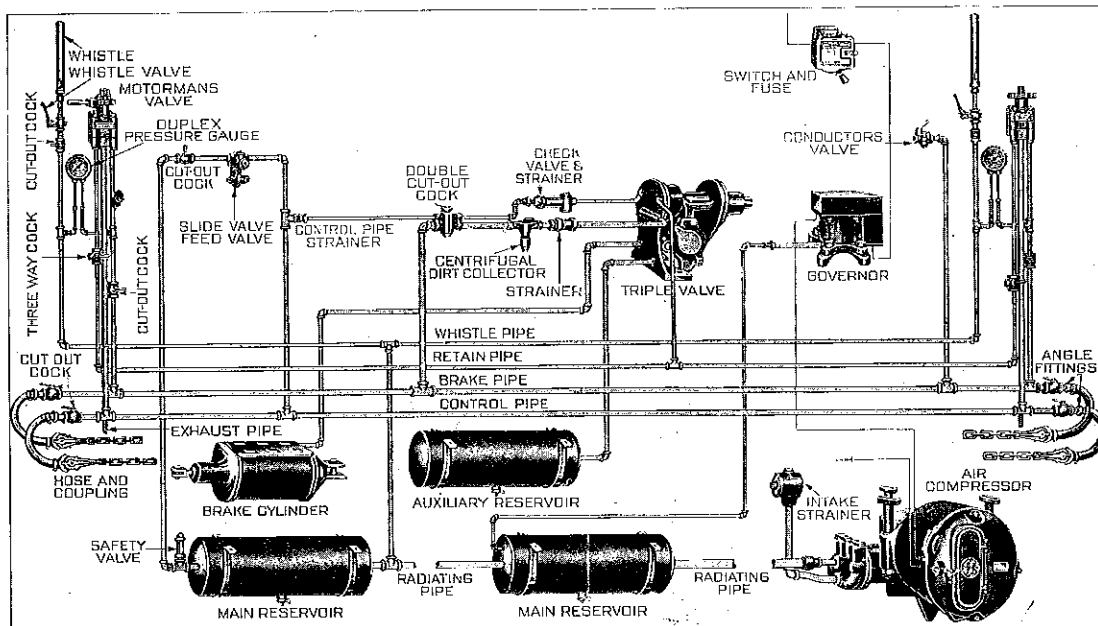 WHISTLE
WHISTLE VALVE
MOTORMANS
VALVE
CUT-OUT COCK
DUPLEX
PRESSURE GAUGE
CUT-OUT
COCK
SLIDE VALVE
FEED VALVE
THREE WAY COCK
CUT-OUT COCK
CONTROL PIPE
STRAINER
DOUBLE
CUT-OUT
COCK
CHECK
VALVE &
STRAINER
CENTRIFUGAL
DIRT COLLECTOR
STRAINER
TRIPLE VALVE
SWITCH AND
FUSE
CONDUCTORS
VALVE
GOVERNOR
WHISTLE PIPE
RETAIN PIPE
BRAKE PIPE
CONTROL PIPE
CUT OUT
COCK
ANGLE
FITTINGS
EXHAUST PIPE
HOSE AND
COUPLING
BRAKE CYLINDER
AUXILIARY RESERVOIR
INTAKE
STRAINER
AIR
COMPRESSOR
SAFETY
VALVE
MAIN RESERVOIR
RADIATING
PIPE
MAIN RESERVOIR
RADIATING
PIPE